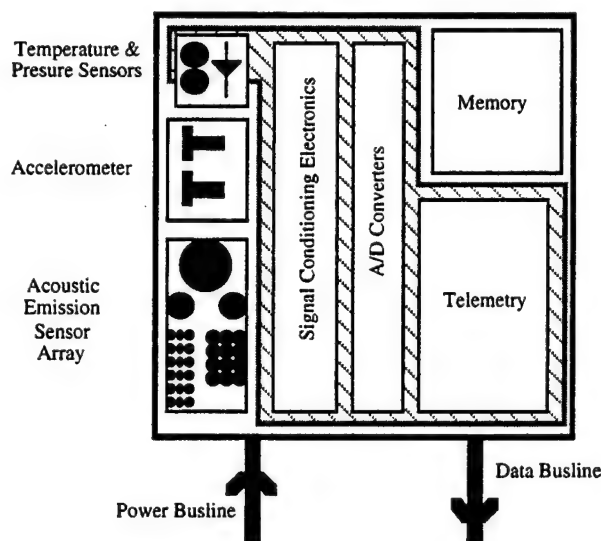 Temperature &
Presure Sensors
Accelerometer
Acoustic
Emission
Sensor
Array
Signal Conditioning Electronics
A/D Converters
Memory
Telemetry
Power Busline
Data Busline